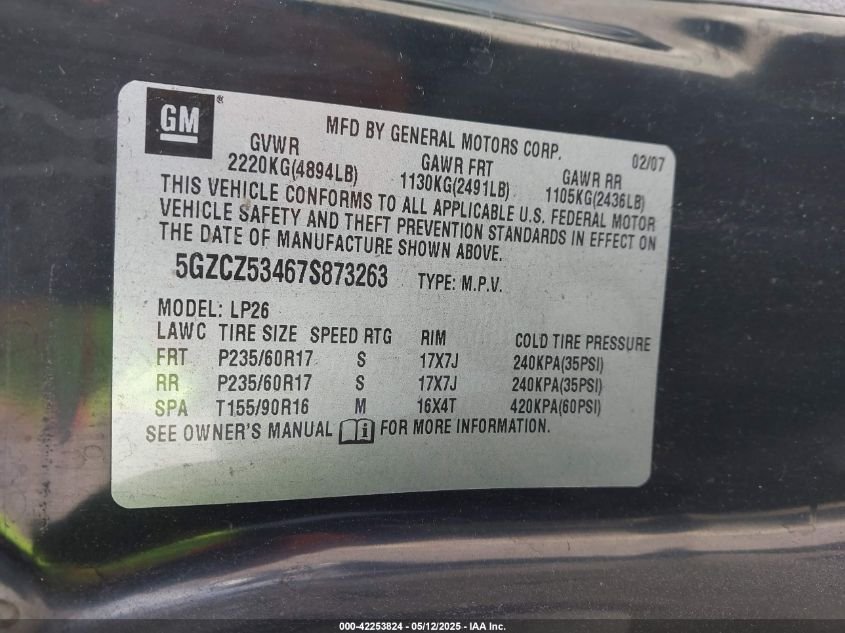 GM®
MFD BY GENERAL MOTORS CORP. 02/07
GVWR GAWR FRT GAWR RR
2220KG(4894LB) 1130KG(2491LB) 1105KG(2436LB)
THIS VEHICLE CONFORMS TO ALL APPLICABLE U.S. FEDERAL MOTOR
VEHICLE SAFETY AND THEFT PREVENTION STANDARDS IN EFFECT ON
THE DATE OF MANUFACTURE SHOWN ABOVE.
5GZCZ53467S873263 TYPE: M.P.V.
MODEL: LP26
LAWC TIRE SIZE SPEED RTG RIM COLD TIRE PRESSURE
FRT P235/60R17 S 17X7J 240KPA(35PSI)
RR P235/60R17 S 17X7J 240KPA(35PSI)
SPA T155/90R16 M 16X4T 420KPA(60PSI)
SEE OWNER'S MANUAL i FOR MORE INFORMATION.
000-42253824 - 05/12/2025 - IAA Inc.